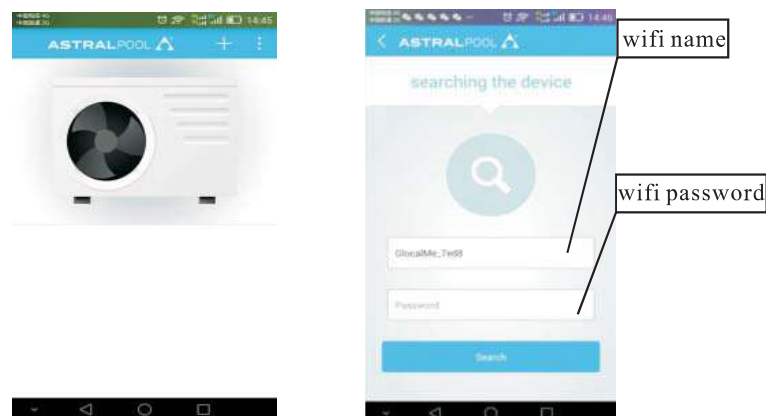 14:45
ASTRALPOOL
14:46
ASTRALPOOL
searching the device
GlocalMe_7ed8
Password
Search
wifi name
wifi password